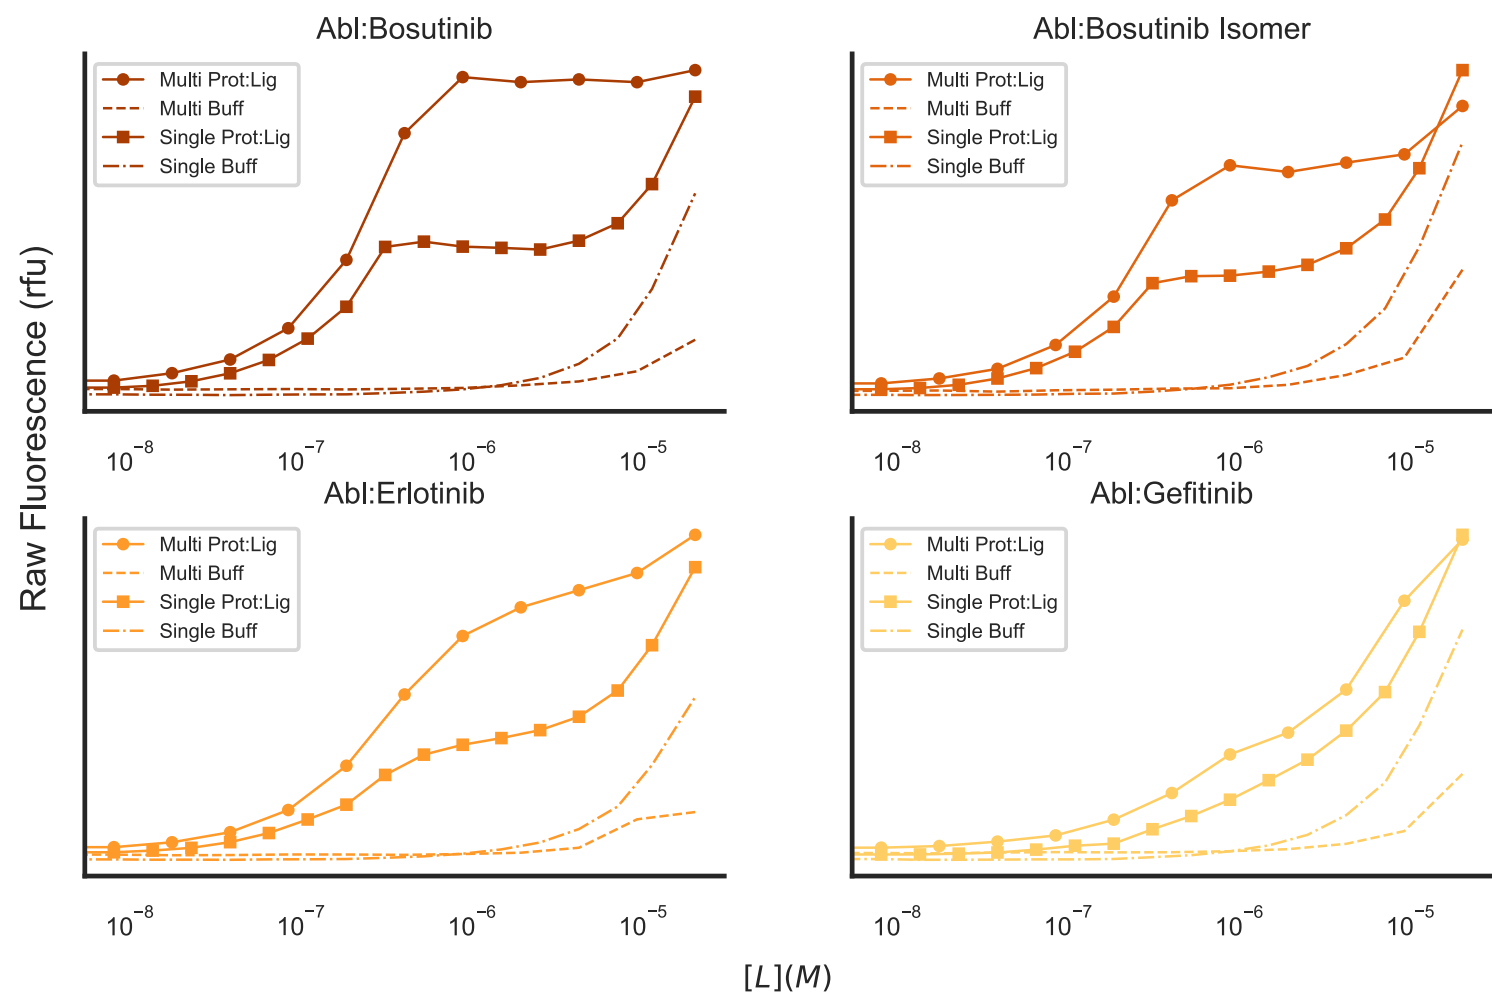 Abl:Bosutinib
Multi Prot:Lig
Multi Buff
Single Prot:Lig
Single Buff
10⁻⁸ 10⁻⁷ 10⁻⁶ 10⁻⁵
Abl:Bosutinib Isomer
Multi Prot:Lig
Multi Buff
Single Prot:Lig
Single Buff
10⁻⁸ 10⁻⁷ 10⁻⁶ 10⁻⁵
Raw Fluorescence (rfu)
Abl:Erlotinib
Multi Prot:Lig
Multi Buff
Single Prot:Lig
Single Buff
10⁻⁸ 10⁻⁷ 10⁻⁶ 10⁻⁵
Abl:Gefitinib
Multi Prot:Lig
Multi Buff
Single Prot:Lig
Single Buff
10⁻⁸ 10⁻⁷ 10⁻⁶ 10⁻⁵
[L](M)